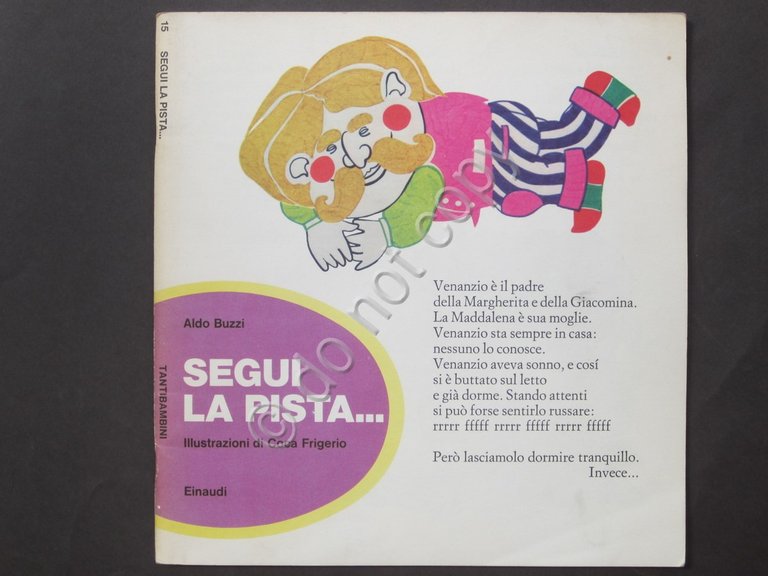 15 SEGUI LA PISTA...
TANTIBAMBINI
Aldo Buzzi
SEGUI
LA PISTA...
Illustrazioni di Coca Frigerio
Einaudi
Venanzio è il padre
della Margherita e della Giacomina.
La Maddalena è sua moglie.
Venanzio sta sempre in casa:
nessuno lo conosce.
Venanzio aveva sonno, e cosí
si è buttato sul letto
e già dorme. Stando attenti
si può forse sentirlo russare:
rrrrr fffff rrrrr fffff rrrrr fffff
Però lasciamolo dormire tranquillo.
Invece...
© do not copy